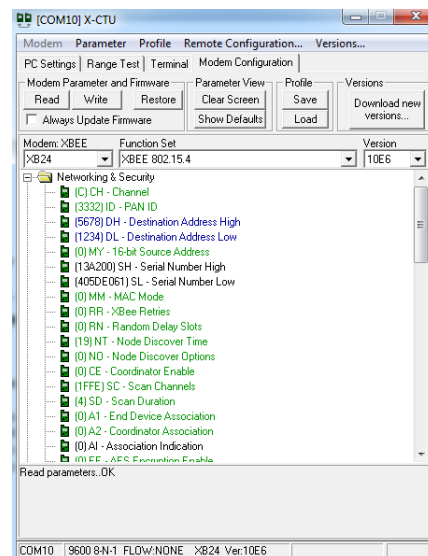 [COM10] X-CTU
Modem Parameter Profile Remote Configuration... Versions...
PC Settings Range Test Terminal Modem Configuration
Modem Parameter and Firmware Parameter View Profile Versions
Read Write Restore Clear Screen Save Download new versions...
Always Update Firmware Show Defaults Load
Modem: XBEE Function Set Version
XB24 XBEE 802.15.4 10E6
Networking & Security
(C) CH - Channel
(3332) ID - PAN ID
(5678) DH - Destination Address High
(1234) DL - Destination Address Low
(0) MY - 16-bit Source Address
(13A200) SH - Serial Number High
(405DE061) SL - Serial Number Low
(0) MM - MAC Mode
(0) RR - XBee Retries
(0) RN - Random Delay Slots
(19) NT - Node Discover Time
(0) NO - Node Discover Options
(0) CE - Coordinator Enable
(1FFE) SC - Scan Channels
(4) SD - Scan Duration
(0) A1 - End Device Association
(0) A2 - Coordinator Association
(0) AI - Association Indication
(0) EE - AES Encryption Enable
Read parameters..OK
COM10 9600 8-N-1 FLOW:NONE XB24 Ver:10E6